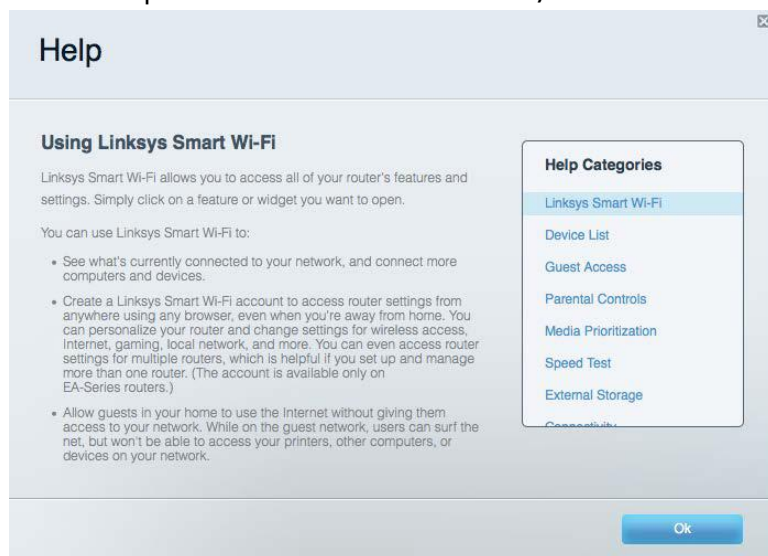 Help
Using Linksys Smart Wi-Fi
Linksys Smart Wi-Fi allows you to access all of your router's features and
settings. Simply click on a feature or widget you want to open.
You can use Linksys Smart Wi-Fi to:
• See what's currently connected to your network, and connect more
computers and devices.
• Create a Linksys Smart Wi-Fi account to access router settings from
anywhere using any browser, even when you're away from home. You
can personalize your router and change settings for wireless access,
Internet, gaming, local network, and more. You can even access router
settings for multiple routers, which is helpful if you set up and manage
more than one router. (The account is available only on
EA-Series routers.)
• Allow guests in your home to use the Internet without giving them
access to your network. While on the guest network, users can surf the
net, but won't be able to access your printers, other computers, or
devices on your network.
Help Categories
Linksys Smart Wi-Fi
Device List
Guest Access
Parental Controls
Media Prioritization
Speed Test
External Storage
Connectivity
Ok